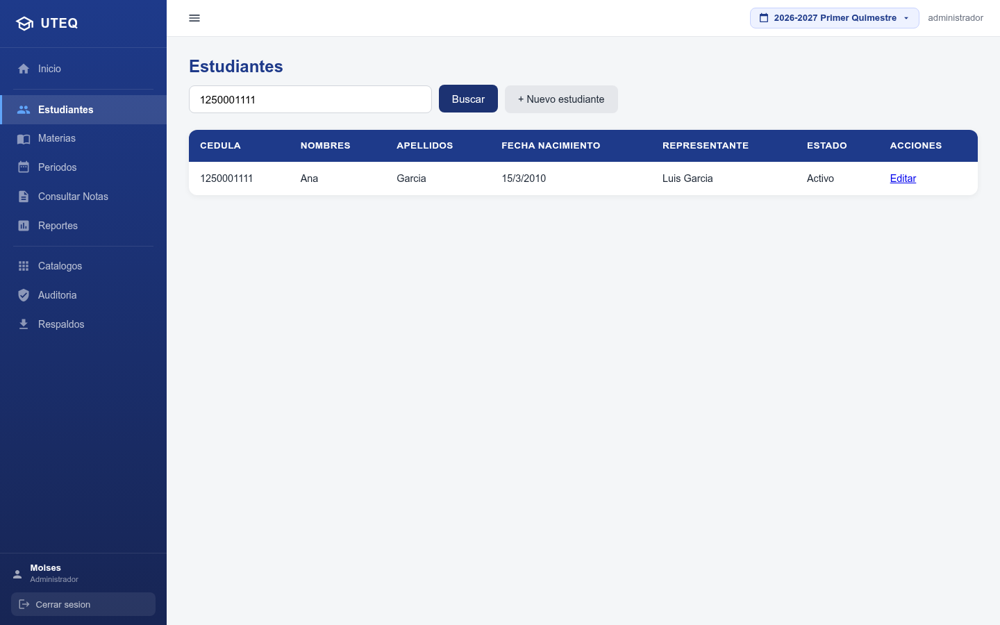 UTEQ
2026-2027 Primer Quimestre
administrador
Inicio
Estudiantes
Materias
Periodos
Consultar Notas
Reportes
Catalogos
Auditoria
Respaldos
Moises
Administrador
Cerrar sesion
Estudiantes
1250001111
Buscar
+ Nuevo estudiante
CEDULA NOMBRES APELLIDOS FECHA NACIMIENTO REPRESENTANTE ESTADO ACCIONES
1250001111 Ana Garcia 15/3/2010 Luis Garcia Activo Editar